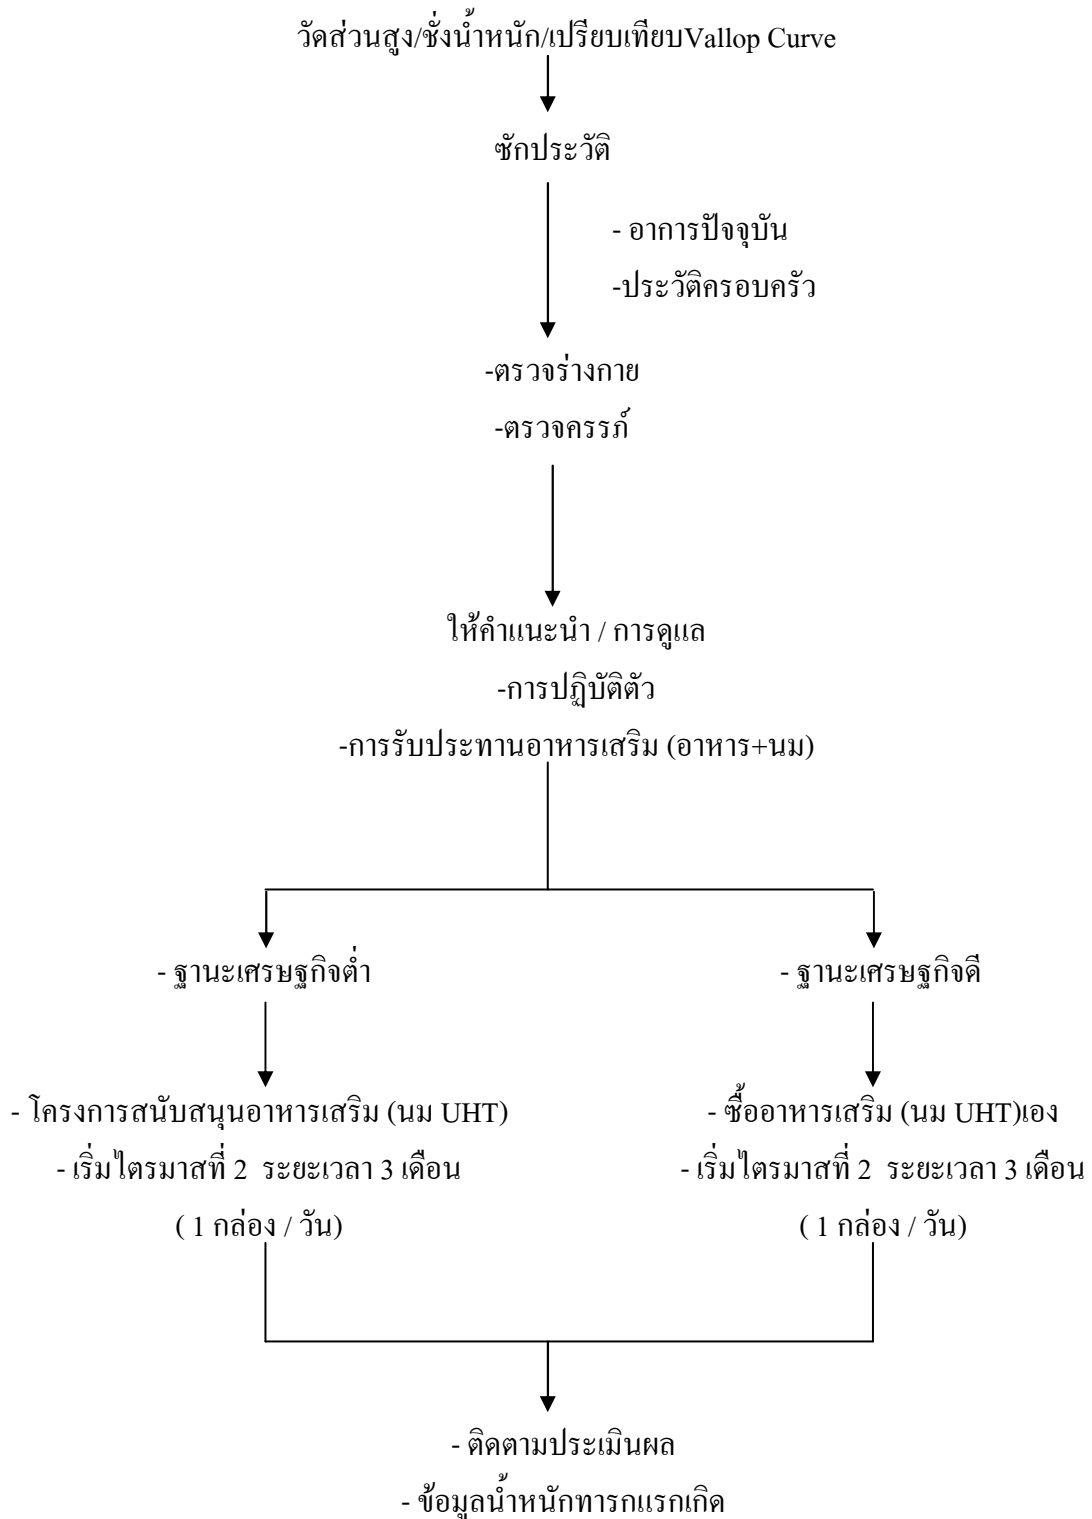 วัดส่วนสูง/ชั่งน้ำหนัก/เปรียบเทียบVallop Curve
ซักประวัติ
- อาการปัจจุบัน
-ประวัติครอบครัว
-ตรวจร่างกาย
-ตรวจครรภ์
ให้คำแนะนำ / การดูแล
-การปฏิบัติตัว
-การรับประทานอาหารเสริม (อาหาร+นม)
- ฐานะเศรษฐกิจต่ำ
- ฐานะเศรษฐกิจดี
- โครงการสนับสนุนอาหารเสริม (นม UHT)
- เริ่มไตรมาสที่ 2 ระยะเวลา 3 เดือน
( 1 กล่อง / วัน)
- ซื้ออาหารเสริม (นม UHT)เอง
- เริ่มไตรมาสที่ 2 ระยะเวลา 3 เดือน
( 1 กล่อง / วัน)
- ติดตามประเมินผล
- ข้อมูลน้ำหนักทารกแรกเกิด